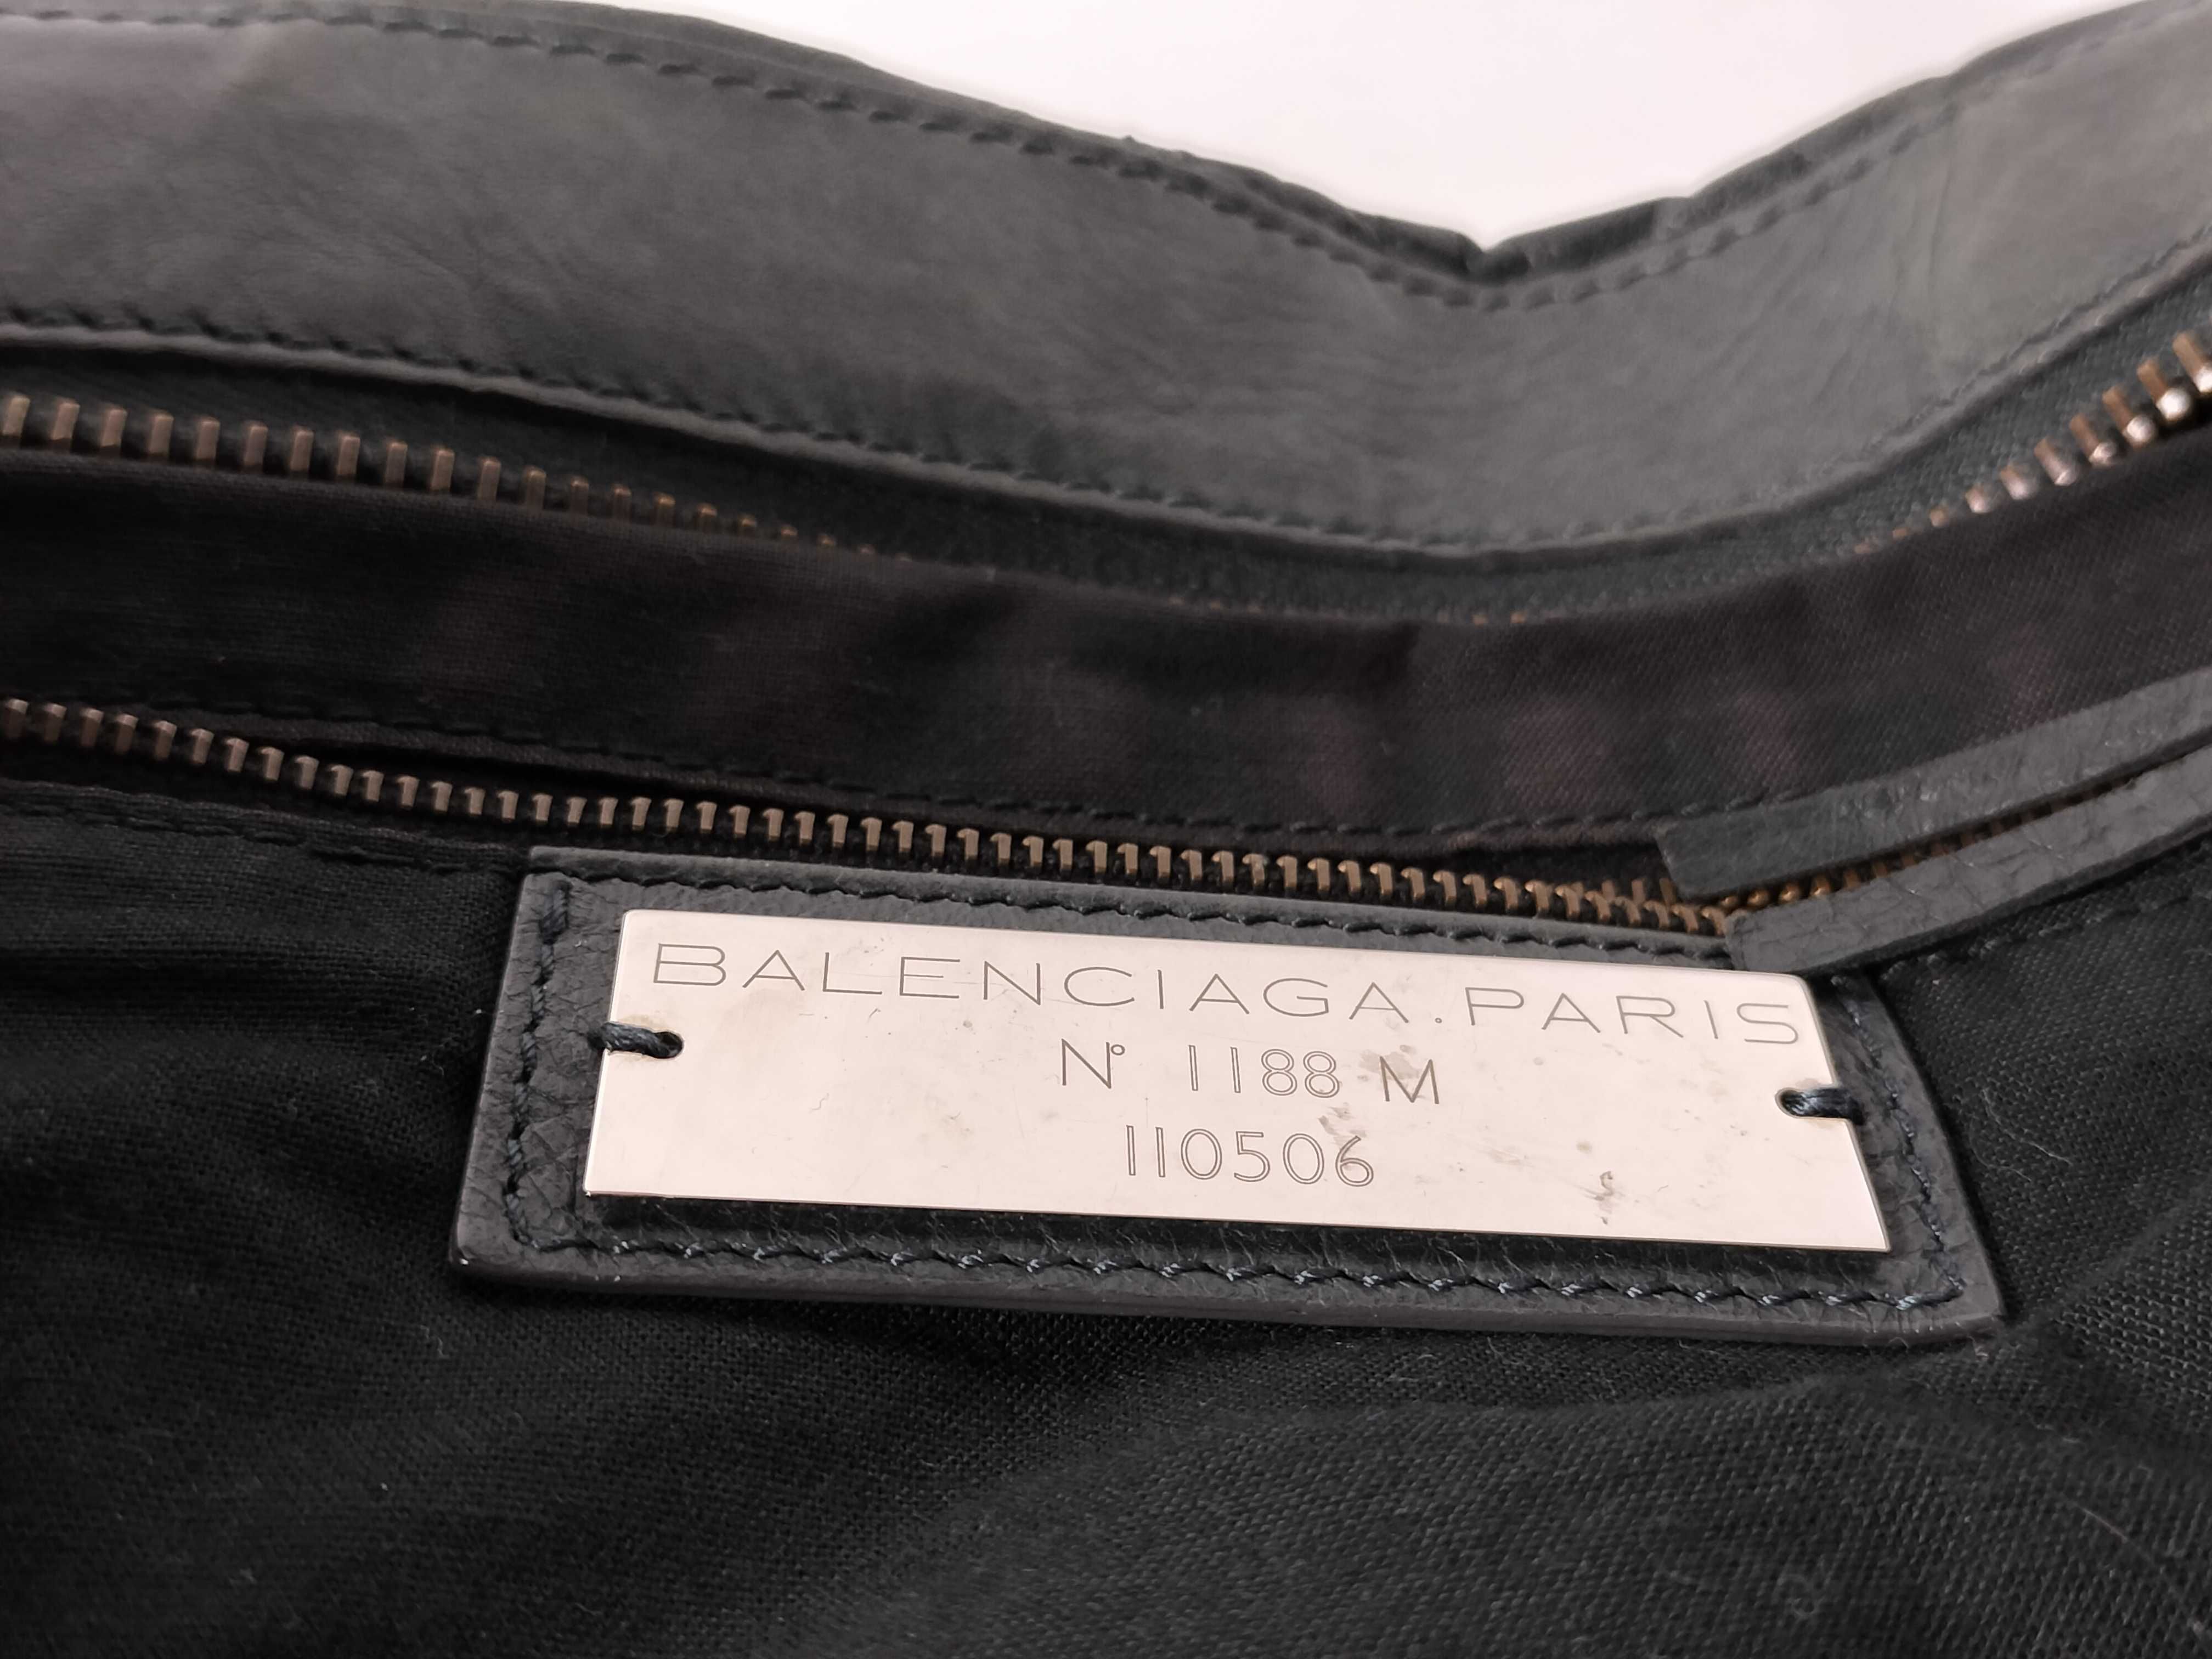 BALENCIAGA.PARIS
N° 1188 M
110506